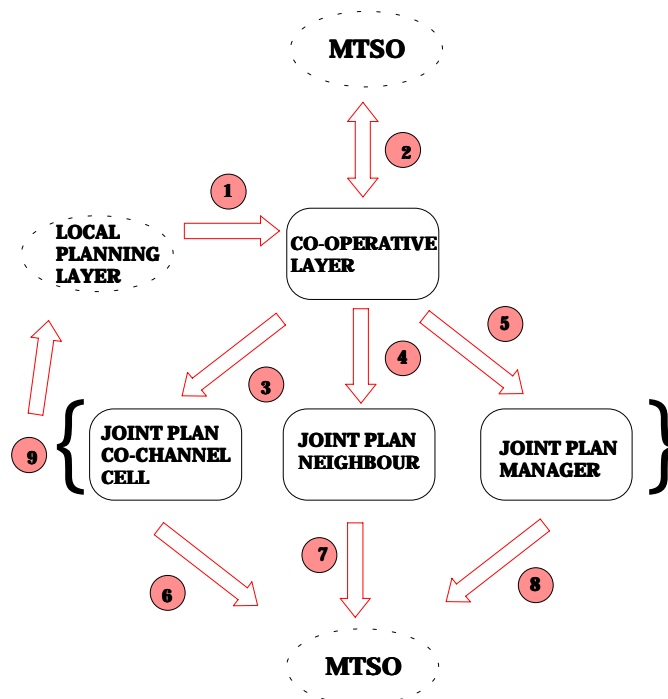 MTSO
2
1
LOCAL
PLANNING
LAYER
CO-OPERATIVE
LAYER
5
4
3
9
{
JOINT PLAN
CO-CHANNEL
CELL
JOINT PLAN
NEIGHBOUR
JOINT PLAN
MANAGER
}
6
7
8
MTSO